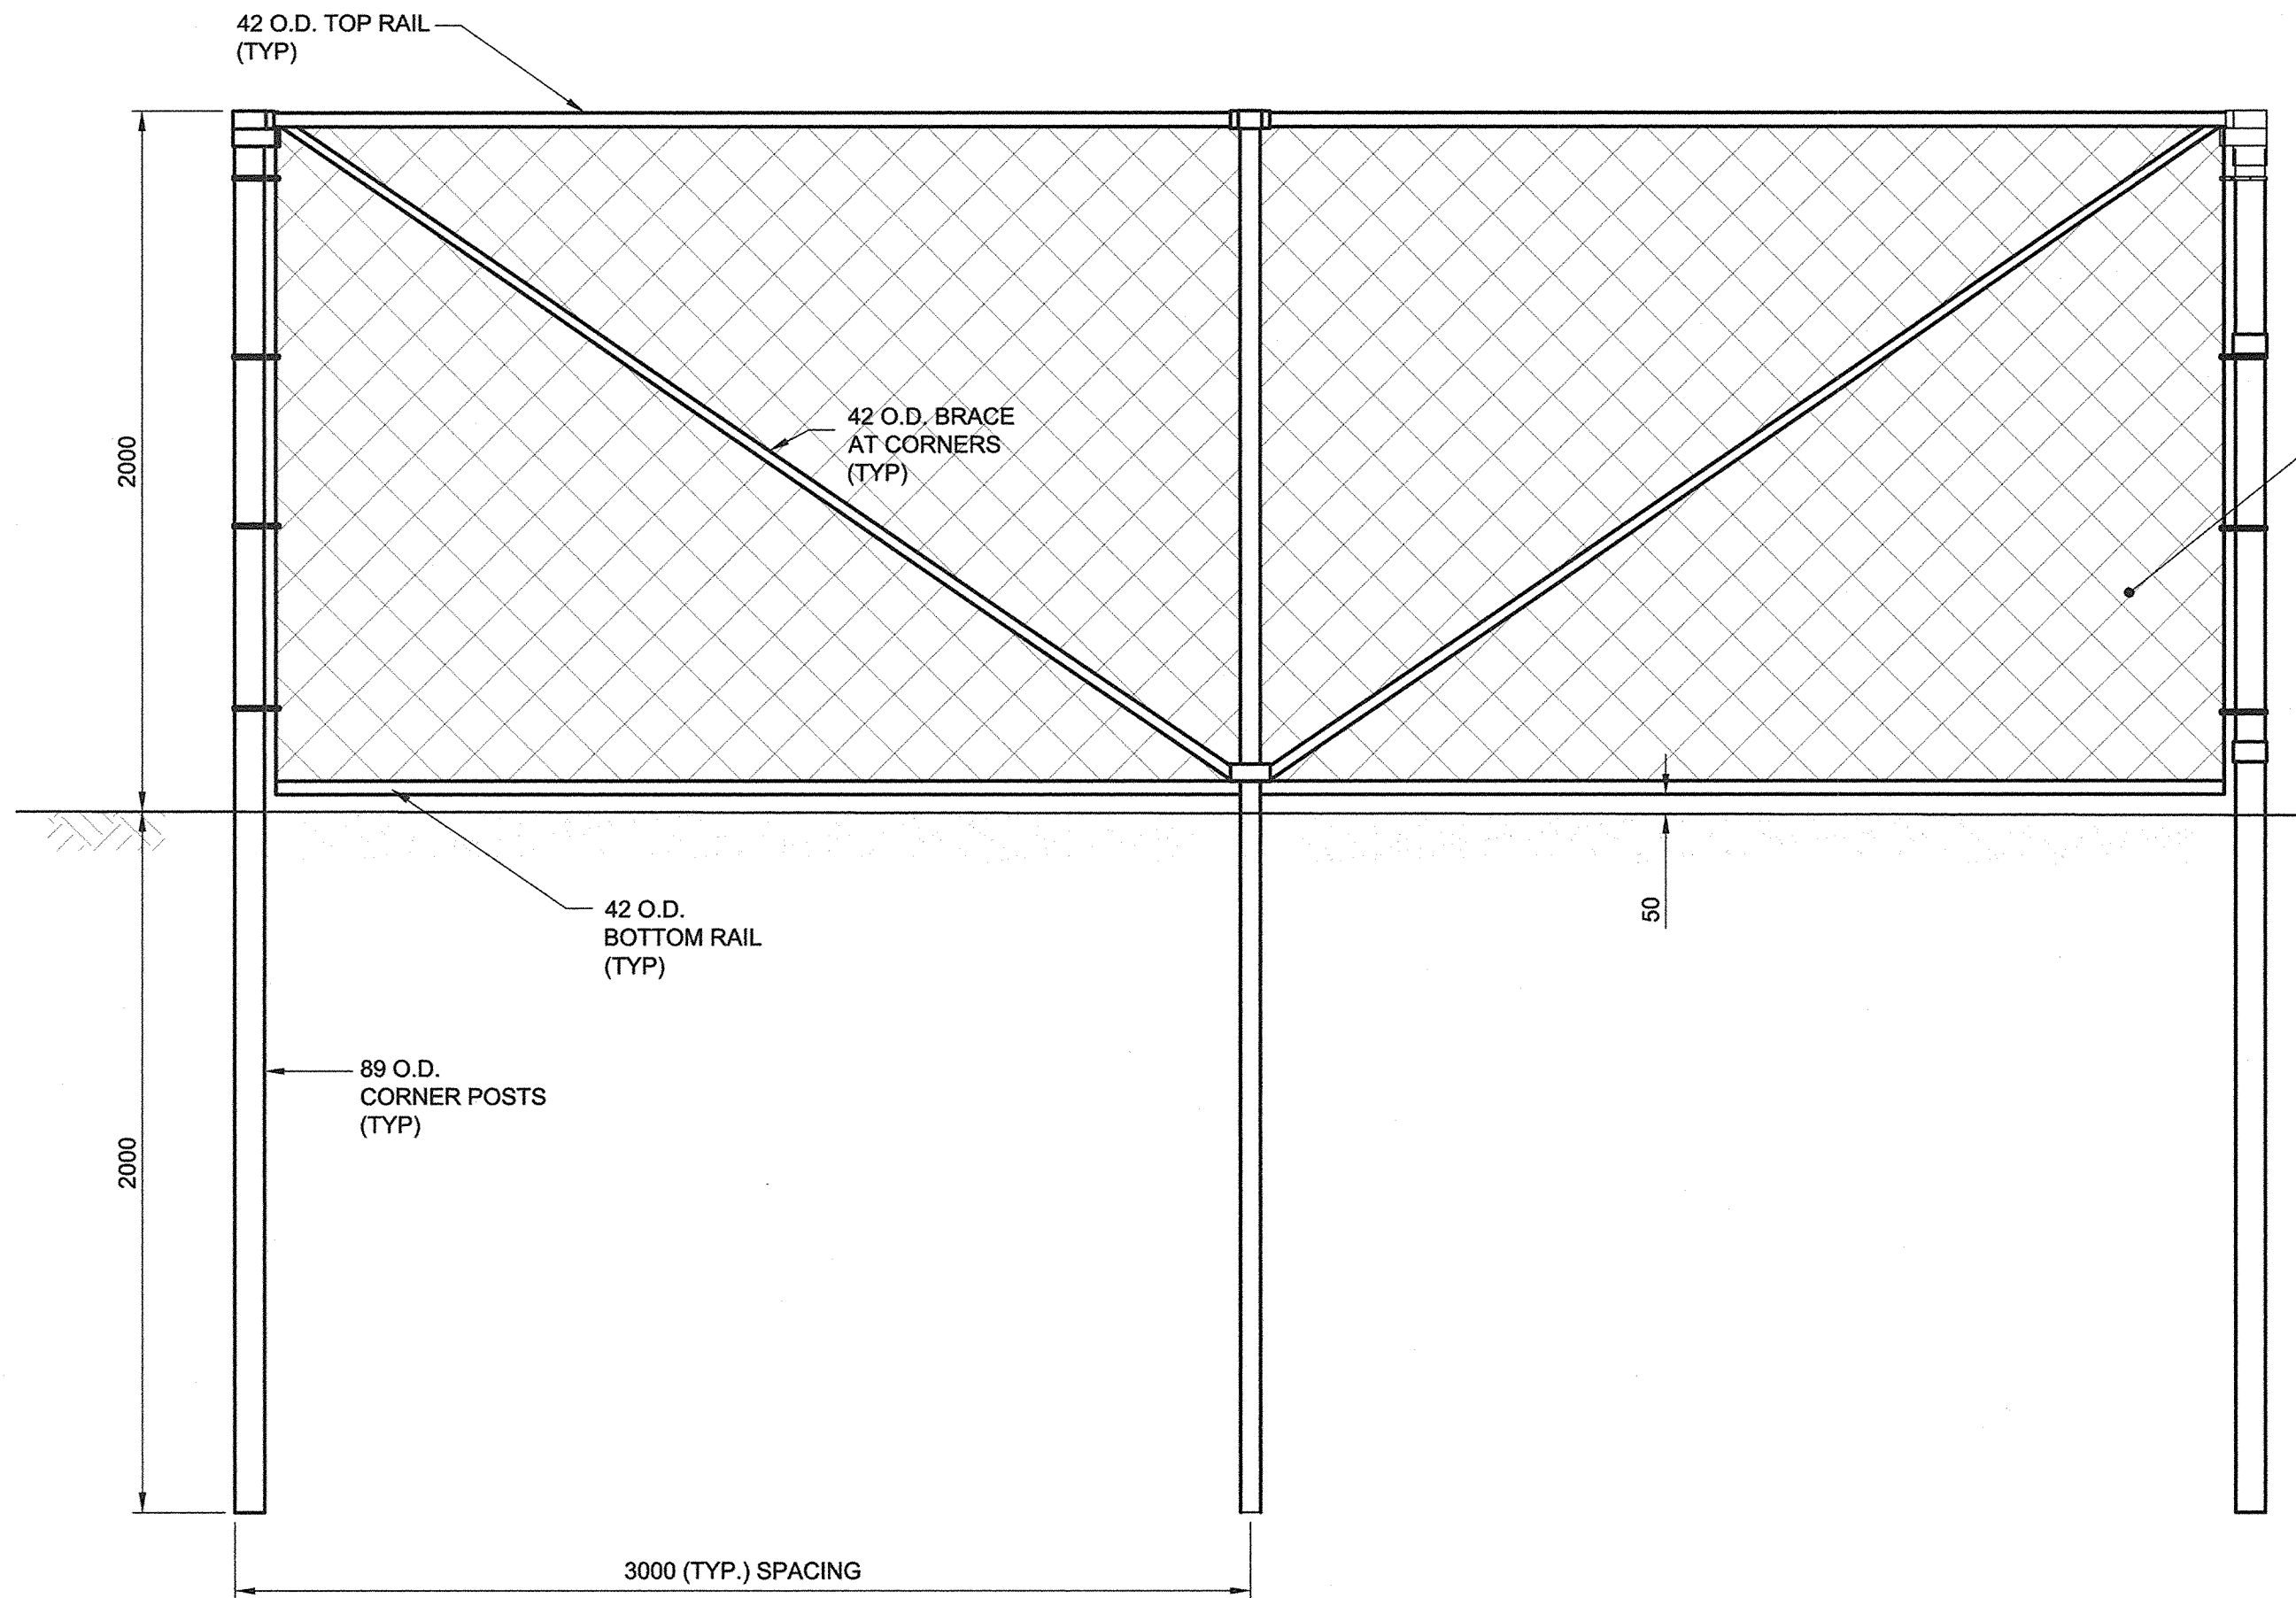 42 O.D. TOP RAIL
(TYP)
42 O.D. BRACE
AT CORNERS
(TYP)
2000
42 O.D.
BOTTOM RAIL
(TYP)
50
89 O.D.
CORNER POSTS
(TYP)
2000
3000 (TYP.) SPACING